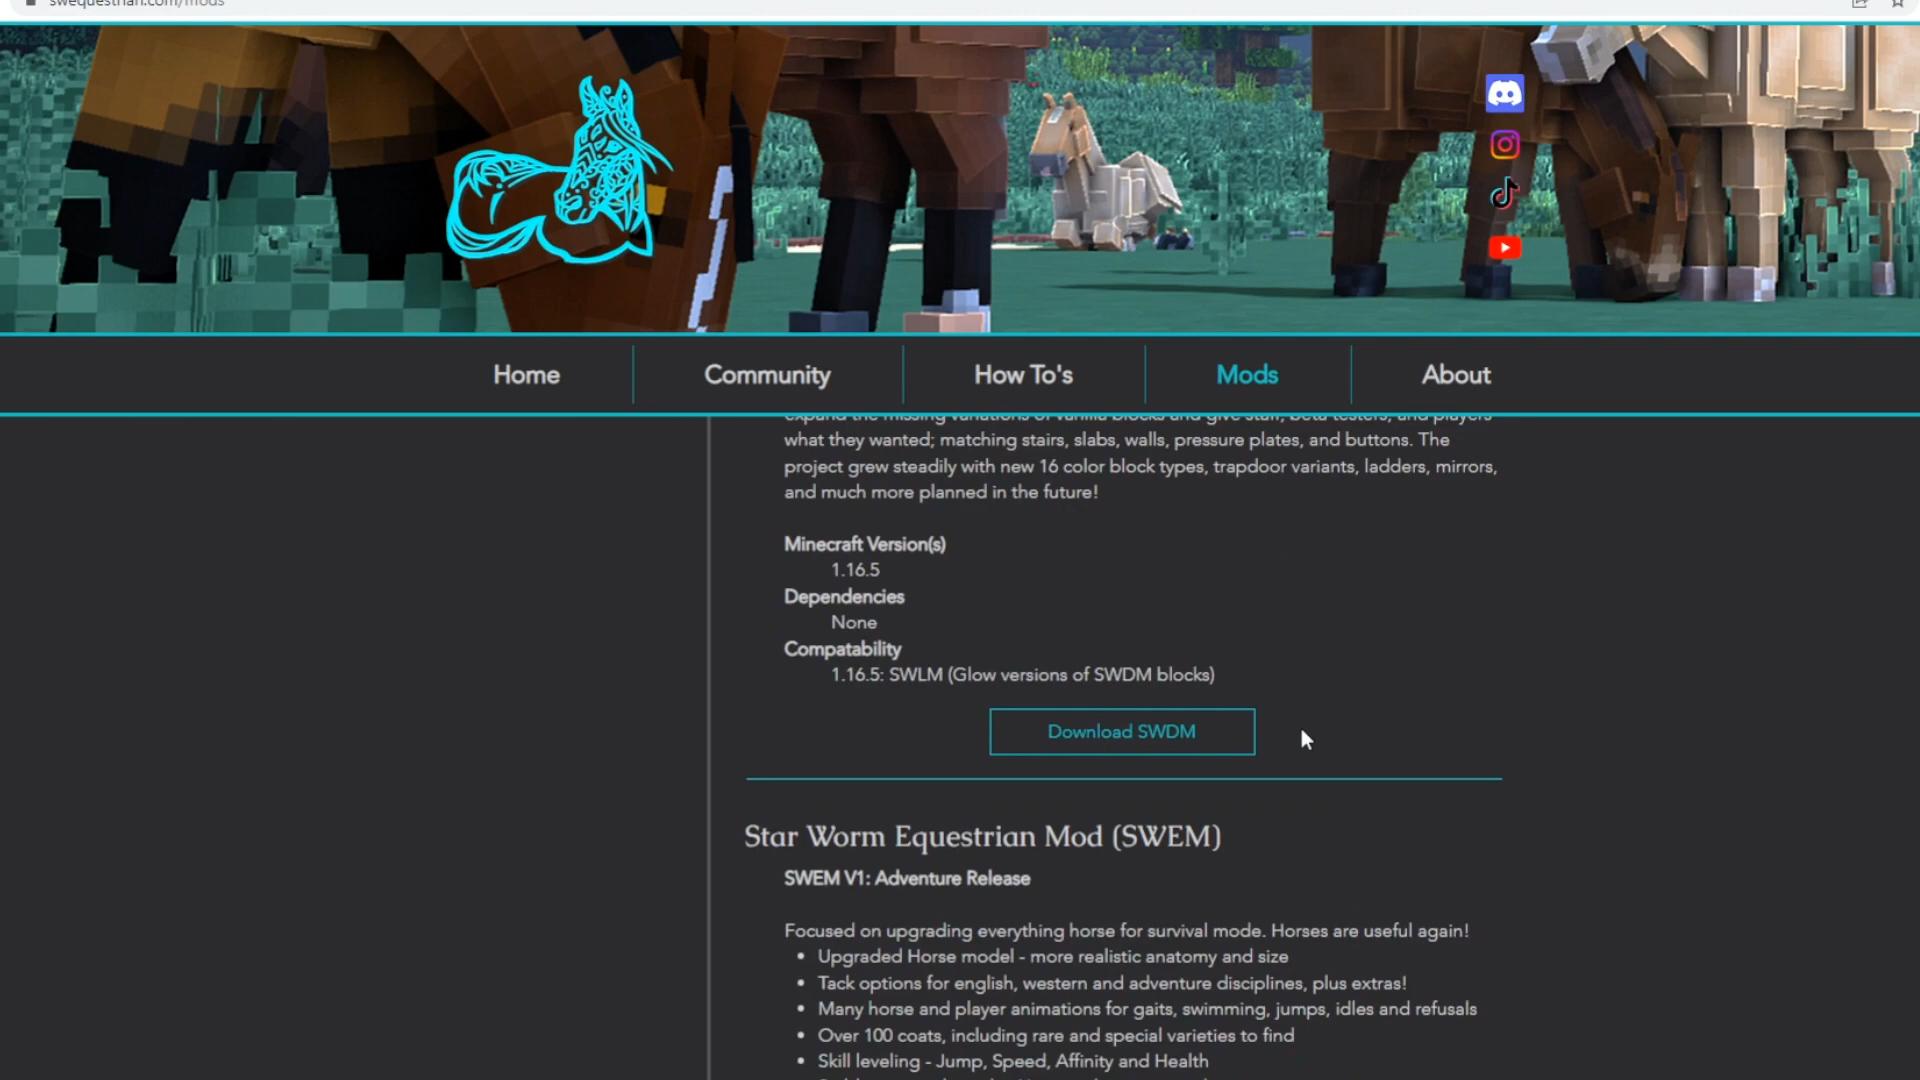 swequestrian.com/mods
Home
Community
How To's
Mods
About
expand the missing variations of vanilla blocks and give staff, beta testers, and players
what they wanted; matching stairs, slabs, walls, pressure plates, and buttons. The
project grew steadily with new 16 color block types, trapdoor variants, ladders, mirrors,
and much more planned in the future!
Minecraft Version(s)
1.16.5
Dependencies
None
Compatability
1.16.5: SWLM (Glow versions of SWDM blocks)
Download SWDM
Star Worm Equestrian Mod (SWEM)
SWEM V1: Adventure Release
Focused on upgrading everything horse for survival mode. Horses are useful again!
• Upgraded Horse model - more realistic anatomy and size
• Tack options for english, western and adventure disciplines, plus extras!
• Many horse and player animations for gaits, swimming, jumps, idles and refusals
• Over 100 coats, including rare and special varieties to find
• Skill leveling - Jump, Speed, Affinity and Health